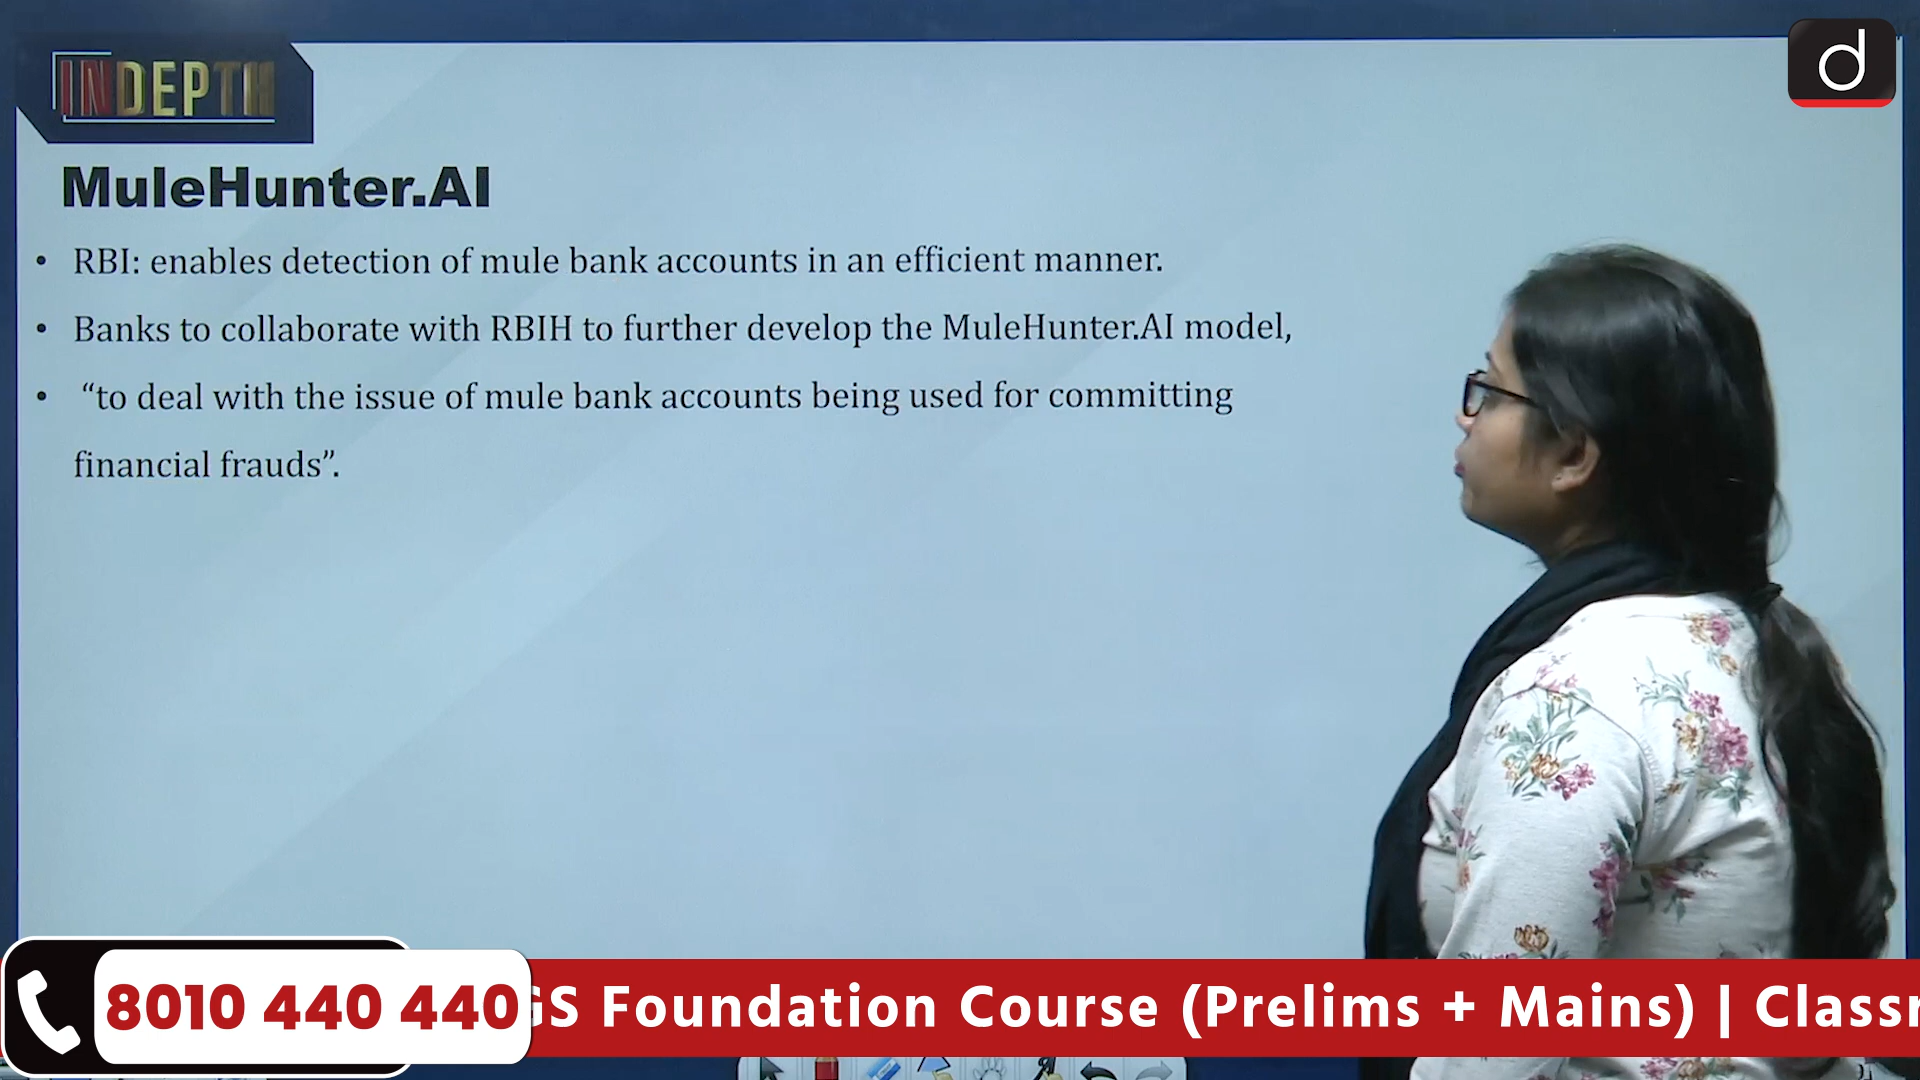 INDEPTH
d
MuleHunter.AI
• RBI: enables detection of mule bank accounts in an efficient manner.
• Banks to collaborate with RBIH to further develop the MuleHunter.AI model,
• “to deal with the issue of mule bank accounts being used for committing
financial frauds”.
8010 440 440
GS Foundation Course (Prelims + Mains) |